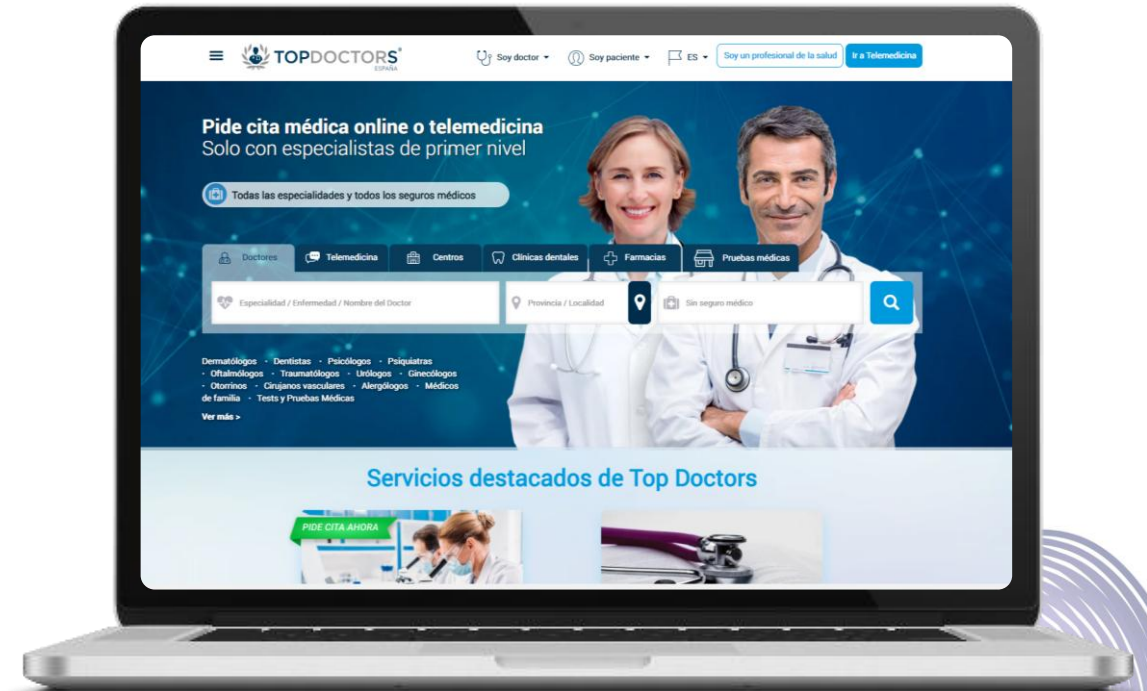 TOPDOCTORS®
ESPAÑA
Soy doctor
Soy paciente
ES
Soy un profesional de la salud
Ir a Telemedicina
Pide cita médica online o telemedicina
Solo con especialistas de primer nivel
Todas las especialidades y todos los seguros médicos
Doctores
Telemedicina
Centros
Clínicas dentales
Farmacias
Pruebas médicas
Especialidad / Enfermedad / Nombre del Doctor
Provincia / Localidad
Sin seguro médico
Dermatólogos · Dentistas · Psicólogos · Psiquiatras
· Oftalmólogos · Traumatólogos · Urólogos · Ginecólogos
· Otorrinos · Cirujanos vasculares · Alergólogos · Médicos
de familia · Tests y Pruebas Médicas
Ver más >
Servicios destacados de Top Doctors
PIDE CITA AHORA